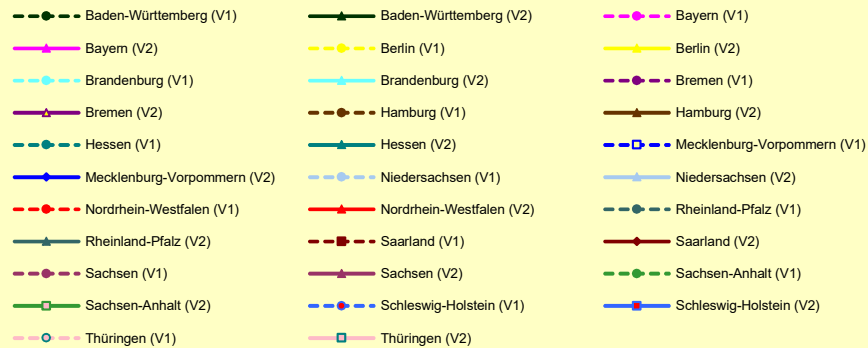 Baden-Württemberg (V1) Baden-Württemberg (V2) Bayern (V1)
Bayern (V2) Berlin (V1) Berlin (V2)
Brandenburg (V1) Brandenburg (V2) Bremen (V1)
Bremen (V2) Hamburg (V1) Hamburg (V2)
Hessen (V1) Hessen (V2) Mecklenburg-Vorpommern (V1)
Mecklenburg-Vorpommern (V2) Niedersachsen (V1) Niedersachsen (V2)
Nordrhein-Westfalen (V1) Nordrhein-Westfalen (V2) Rheinland-Pfalz (V1)
Rheinland-Pfalz (V2) Saarland (V1) Saarland (V2)
Sachsen (V1) Sachsen (V2) Sachsen-Anhalt (V1)
Sachsen-Anhalt (V2) Schleswig-Holstein (V1) Schleswig-Holstein (V2)
Thüringen (V1) Thüringen (V2)